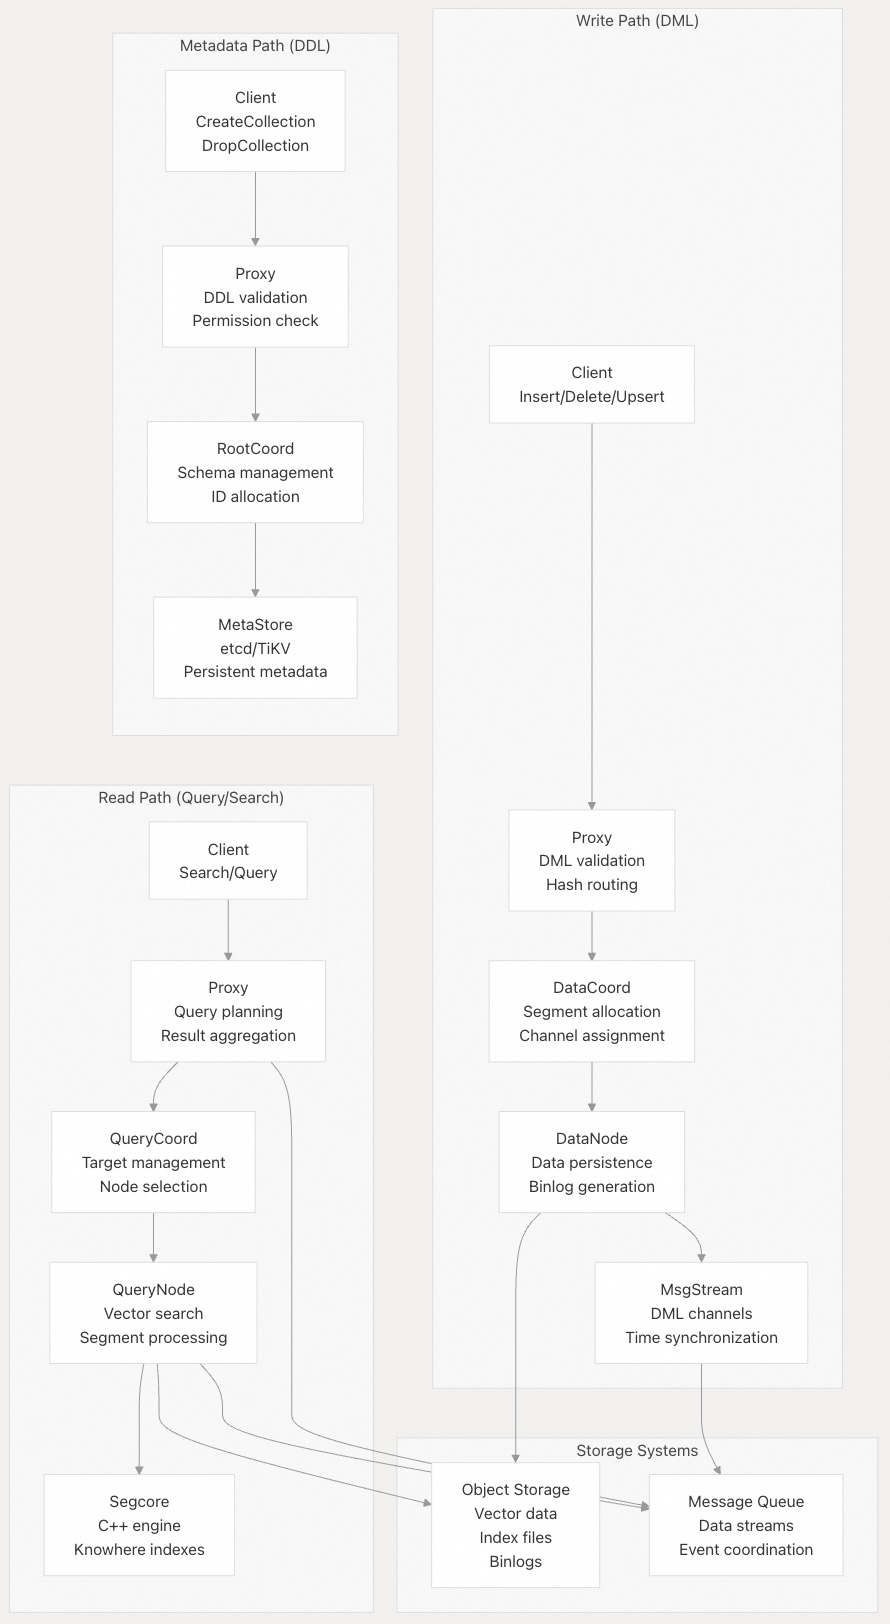 Metadata Path (DDL)
Client
CreateCollection
DropCollection
Proxy
DDL validation
Permission check
RootCoord
Schema management
ID allocation
MetaStore
etcd/TiKV
Persistent metadata
Write Path (DML)
Client
Insert/Delete/Upsert
Proxy
DML validation
Hash routing
DataCoord
Segment allocation
Channel assignment
DataNode
Data persistence
Binlog generation
MsgStream
DML channels
Time synchronization
Read Path (Query/Search)
Client
Search/Query
Proxy
Query planning
Result aggregation
QueryCoord
Target management
Node selection
QueryNode
Vector search
Segment processing
Segcore
C++ engine
Knowhere indexes
Storage Systems
Object Storage
Vector data
Index files
Binlogs
Message Queue
Data streams
Event coordination